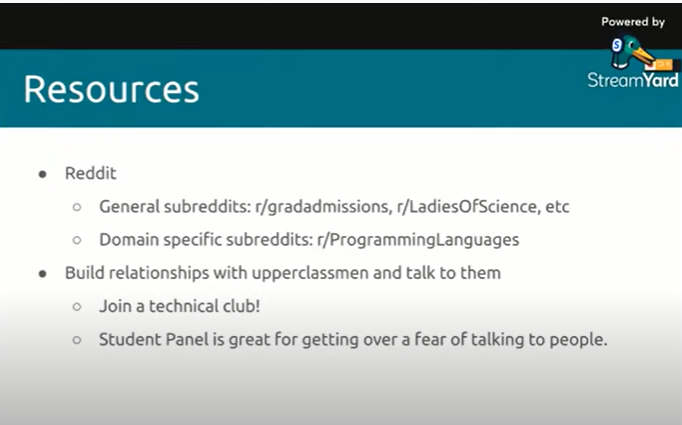 Powered by
StreamYard
Resources
● Reddit
○ General subreddits: r/gradadmissions, r/LadiesOfScience, etc
○ Domain specific subreddits: r/ProgrammingLanguages
● Build relationships with upperclassmen and talk to them
○ Join a technical club!
○ Student Panel is great for getting over a fear of talking to people.